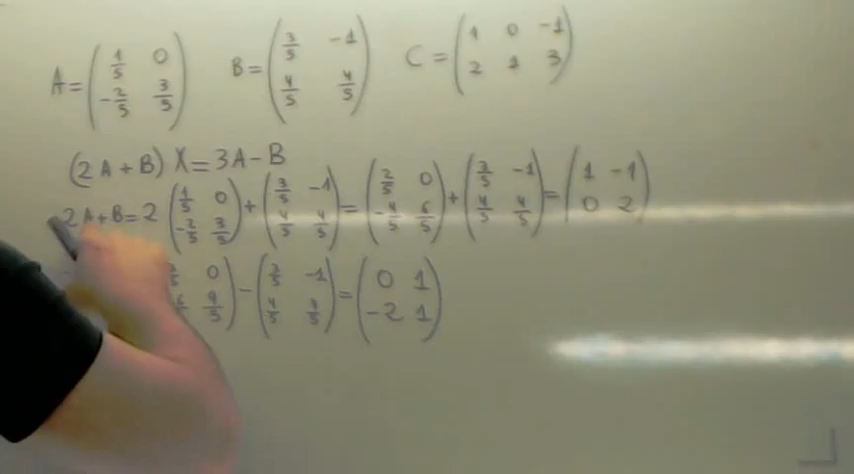 A = ( 1/5 0 ; -2/5 3/5 ) B = ( 3/5 -1 ; 4/5 4/5 ) C = ( 1 0 -1 ; 2 1 3 )
(2A + B) X = 3A - B
2A + B = 2 ( 1/5 0 ; -2/5 3/5 ) + ( 3/5 -1 ; 4/5 4/5 ) = ( 2/5 0 ; -4/5 6/5 ) + ( 3/5 -1 ; 4/5 4/5 ) = ( 1 -1 ; 0 2 )
0 ; 9/5 ) - ( 3/5 -1 ; 4/5 4/5 ) = ( 0 1 ; -2 1 )